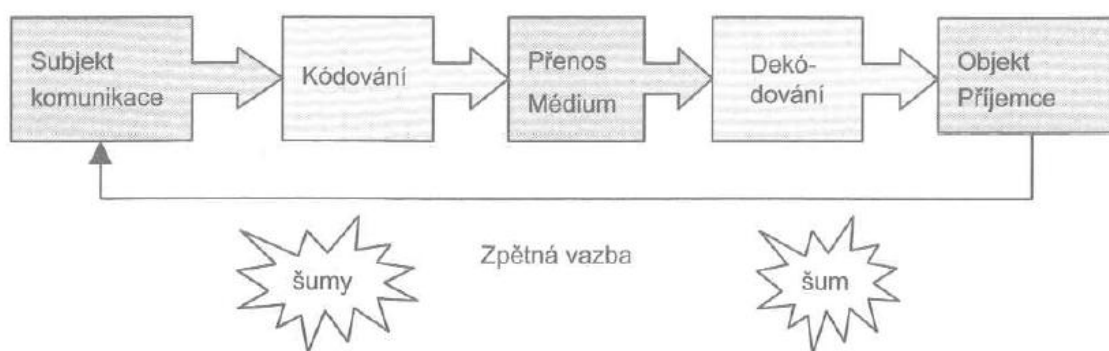 Subjekt
komunikace
Kódování
Přenos
Médium
Dekó-
dování
Objekt
Příjemce
Zpětná vazba
šumy
šum